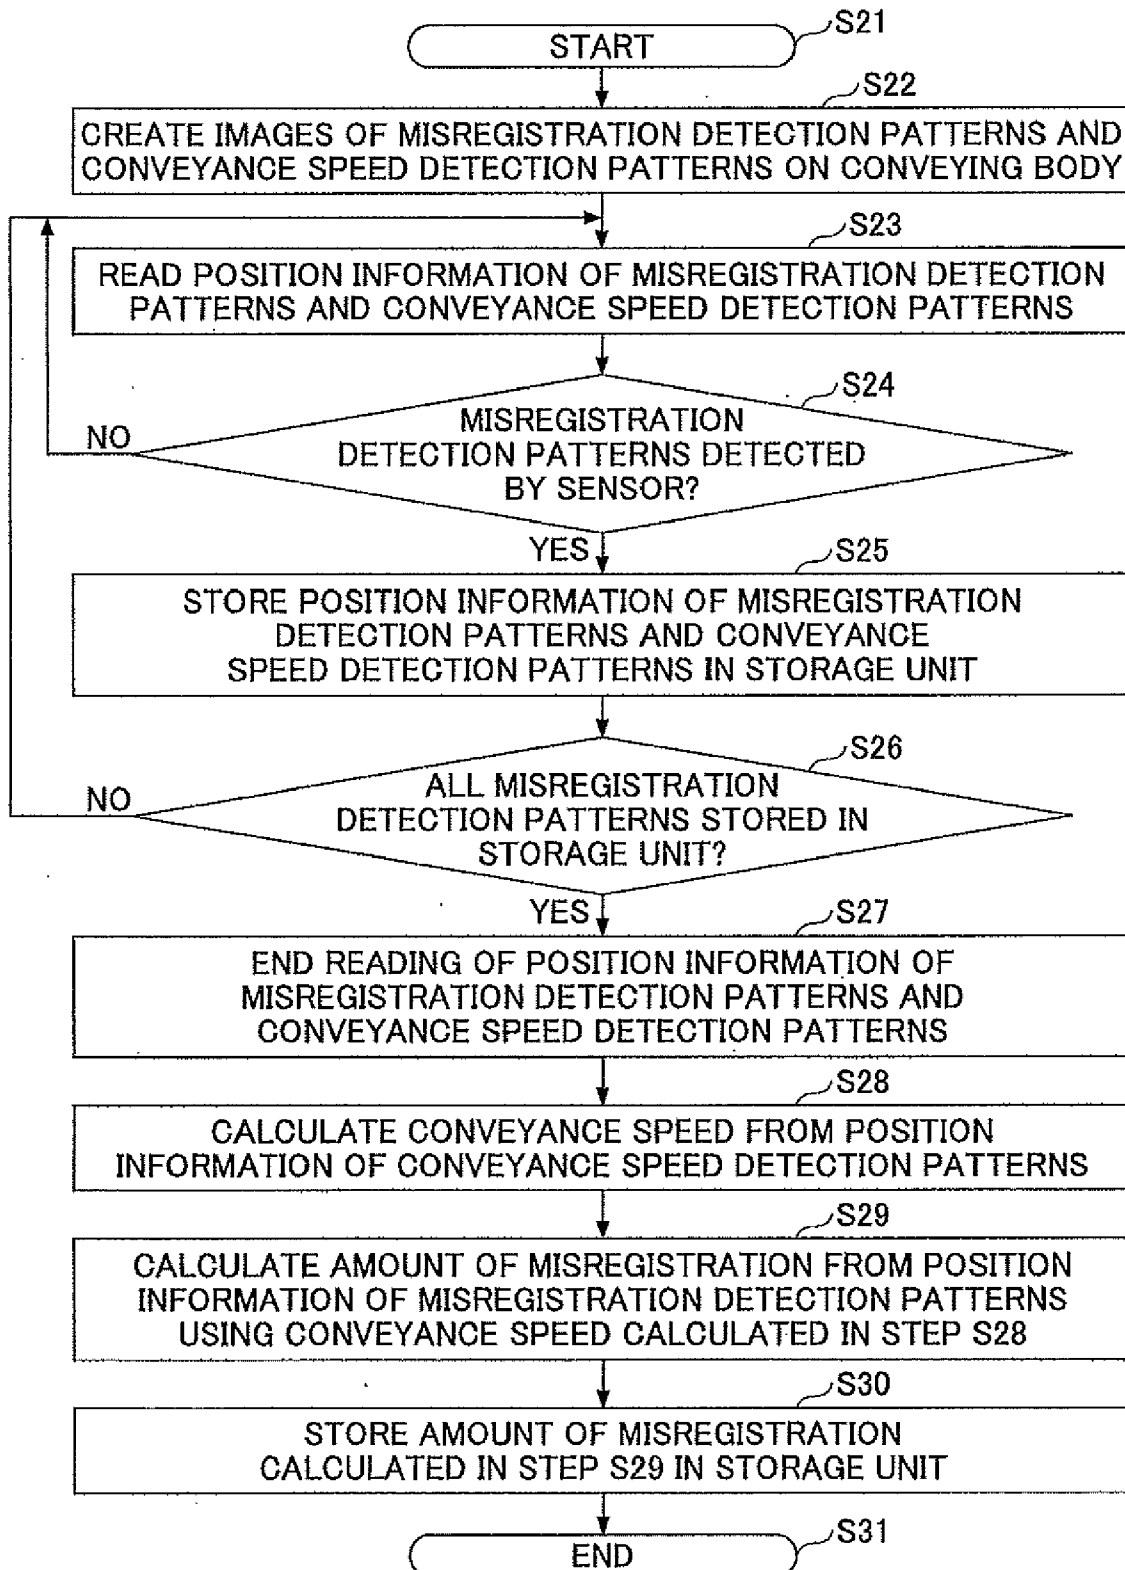 START
S21
S22
CREATE IMAGES OF MISREGISTRATION DETECTION PATTERNS AND
CONVEYANCE SPEED DETECTION PATTERNS ON CONVEYING BODY
S23
READ POSITION INFORMATION OF MISREGISTRATION DETECTION
PATTERNS AND CONVEYANCE SPEED DETECTION PATTERNS
S24
MISREGISTRATION
DETECTION PATTERNS DETECTED
BY SENSOR?
NO
YES
S25
STORE POSITION INFORMATION OF MISREGISTRATION
DETECTION PATTERNS AND CONVEYANCE
SPEED DETECTION PATTERNS IN STORAGE UNIT
S26
ALL MISREGISTRATION
DETECTION PATTERNS STORED IN
STORAGE UNIT?
NO
YES
S27
END READING OF POSITION INFORMATION OF
MISREGISTRATION DETECTION PATTERNS AND
CONVEYANCE SPEED DETECTION PATTERNS
S28
CALCULATE CONVEYANCE SPEED FROM POSITION
INFORMATION OF CONVEYANCE SPEED DETECTION PATTERNS
S29
CALCULATE AMOUNT OF MISREGISTRATION FROM POSITION
INFORMATION OF MISREGISTRATION DETECTION PATTERNS
USING CONVEYANCE SPEED CALCULATED IN STEP S28
S30
STORE AMOUNT OF MISREGISTRATION
CALCULATED IN STEP S29 IN STORAGE UNIT
S31
END